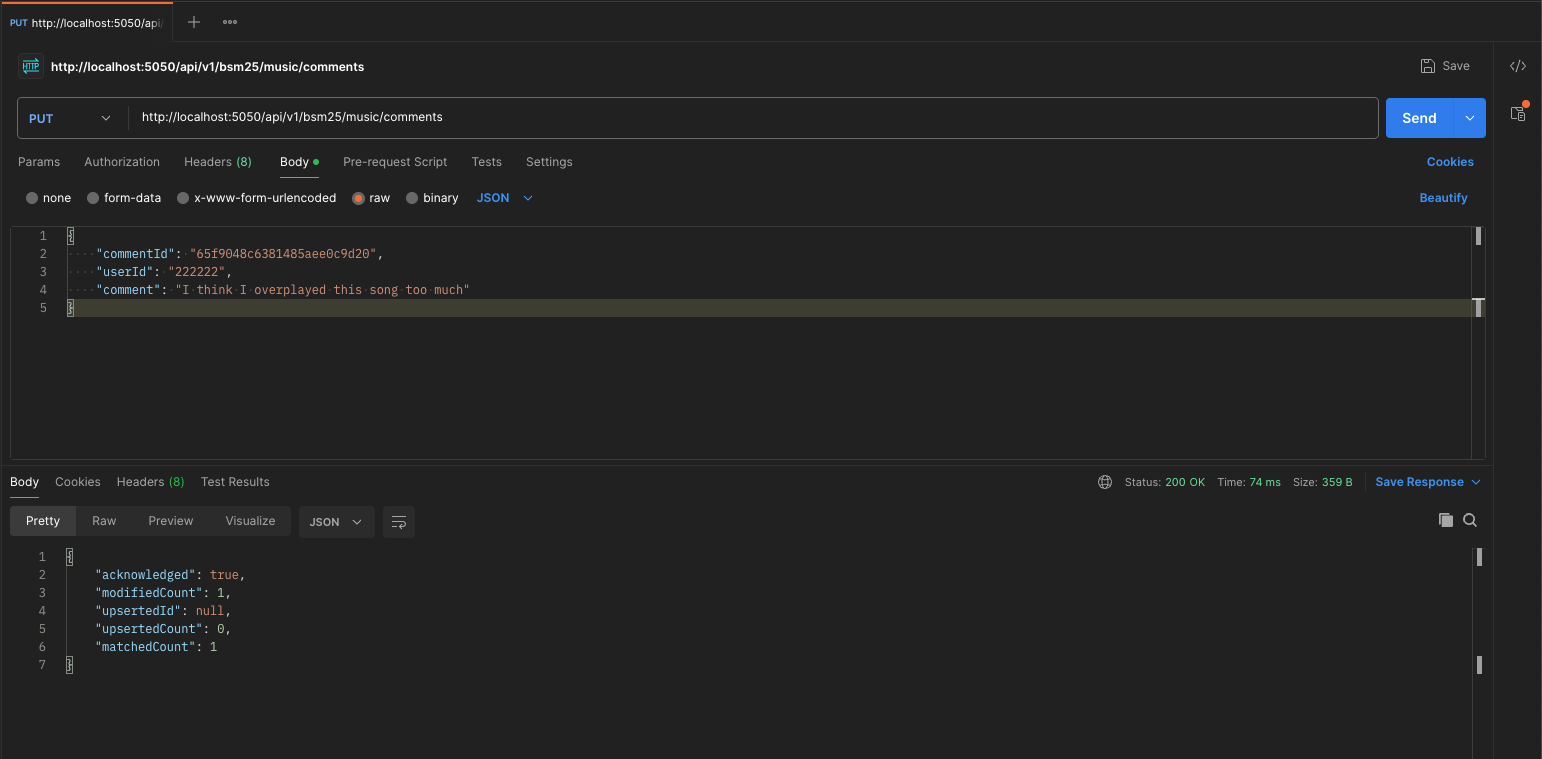 PUT http://localhost:5050/api/
HTTP http://localhost:5050/api/v1/bsm25/music/comments Save
PUT http://localhost:5050/api/v1/bsm25/music/comments Send
Params Authorization Headers (8) Body Pre-request Script Tests Settings Cookies
none form-data x-www-form-urlencoded raw binary JSON Beautify
1 {
2 "commentId": "65f9048c6381485aee0c9d20",
3 "userId": "222222",
4 "comment": "I think I overplayed this song too much"
5 }
Body Cookies Headers (8) Test Results Status: 200 OK Time: 74 ms Size: 359 B Save Response
Pretty Raw Preview Visualize JSON
1 {
2 "acknowledged": true,
3 "modifiedCount": 1,
4 "upsertedId": null,
5 "upsertedCount": 0,
6 "matchedCount": 1
7 }